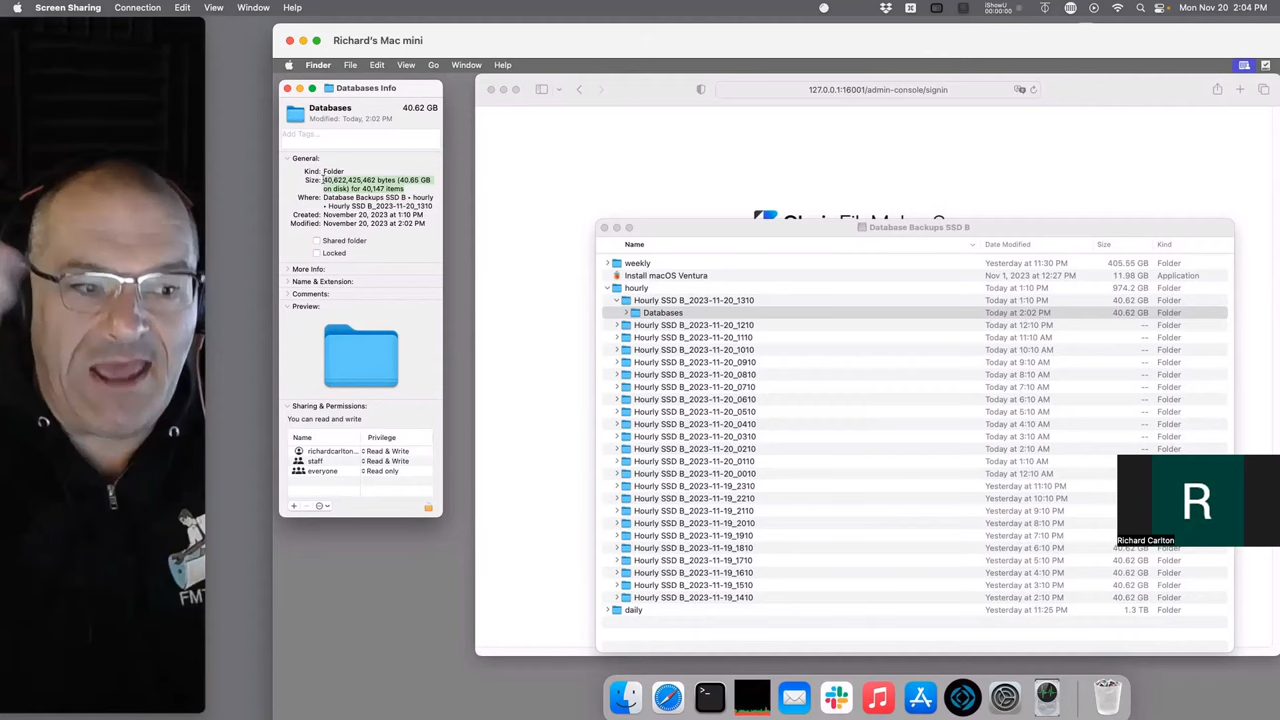 Screen Sharing Connection Edit View Window Help
iShowU
00:00:00
Mon Nov 20 2:04 PM
Richard's Mac mini
Finder File Edit View Go Window Help
Databases Info
Databases 40.62 GB
Modified: Today, 2:02 PM
Add Tags...
General:
Kind: Folder
Size: 40,622,425,462 bytes (40.65 GB
on disk) for 40,147 items
Where: Database Backups SSD B • hourly
• Hourly SSD B_2023-11-20_1310
Created: November 20, 2023 at 1:10 PM
Modified: November 20, 2023 at 2:02 PM
Shared folder
Locked
More Info:
Name & Extension:
Comments:
Preview:
Sharing & Permissions:
You can read and write
Name Privilege
richardcarlton... Read & Write
staff Read & Write
everyone Read only
127.0.0.1:16001/admin-console/signin
Database Backups SSD B
Name Date Modified Size Kind
weekly Yesterday at 11:30 PM 405.55 GB Folder
Install macOS Ventura Nov 1, 2023 at 12:27 PM 11.98 GB Application
hourly Today at 1:10 PM 974.2 GB Folder
Hourly SSD B_2023-11-20_1310 Today at 1:10 PM 40.62 GB Folder
Databases Today at 2:02 PM 40.62 GB Folder
Hourly SSD B_2023-11-20_1210 Today at 12:10 PM -- Folder
Hourly SSD B_2023-11-20_1110 Today at 11:10 AM -- Folder
Hourly SSD B_2023-11-20_1010 Today at 10:10 AM -- Folder
Hourly SSD B_2023-11-20_0910 Today at 9:10 AM -- Folder
Hourly SSD B_2023-11-20_0810 Today at 8:10 AM -- Folder
Hourly SSD B_2023-11-20_0710 Today at 7:10 AM -- Folder
Hourly SSD B_2023-11-20_0610 Today at 6:10 AM -- Folder
Hourly SSD B_2023-11-20_0510 Today at 5:10 AM -- Folder
Hourly SSD B_2023-11-20_0410 Today at 4:10 AM -- Folder
Hourly SSD B_2023-11-20_0310 Today at 3:10 AM -- Folder
Hourly SSD B_2023-11-20_0210 Today at 2:10 AM -- Folder
Hourly SSD B_2023-11-20_0110 Today at 1:10 AM
Hourly SSD B_2023-11-20_0010 Today at 12:10 AM
Hourly SSD B_2023-11-19_2310 Yesterday at 11:10 PM
Hourly SSD B_2023-11-19_2210 Yesterday at 10:10 PM
Hourly SSD B_2023-11-19_2110 Yesterday at 9:10 PM
Hourly SSD B_2023-11-19_2010 Yesterday at 8:10 PM
Hourly SSD B_2023-11-19_1910 Yesterday at 7:10 PM
Hourly SSD B_2023-11-19_1810 Yesterday at 6:10 PM 40.62 GB Folder
Hourly SSD B_2023-11-19_1710 Yesterday at 5:10 PM 40.62 GB Folder
Hourly SSD B_2023-11-19_1610 Yesterday at 4:10 PM 40.62 GB Folder
Hourly SSD B_2023-11-19_1510 Yesterday at 3:10 PM 40.62 GB Folder
Hourly SSD B_2023-11-19_1410 Yesterday at 2:10 PM 40.62 GB Folder
daily Yesterday at 11:25 PM 1.3 TB Folder
R
Richard Carlton
FMT